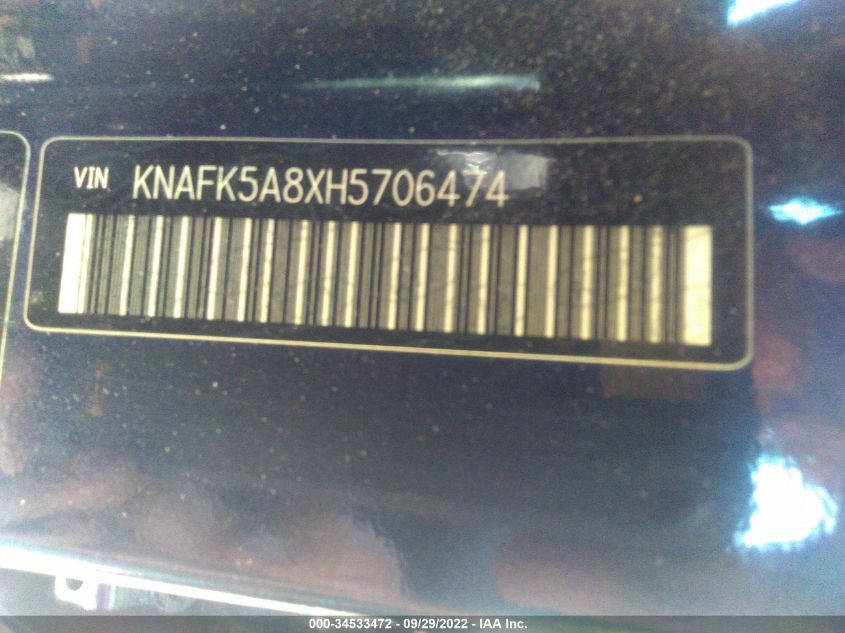 VIN KNAFK5A8XH5706474
000-34533472 - 09/29/2022 - IAA Inc.